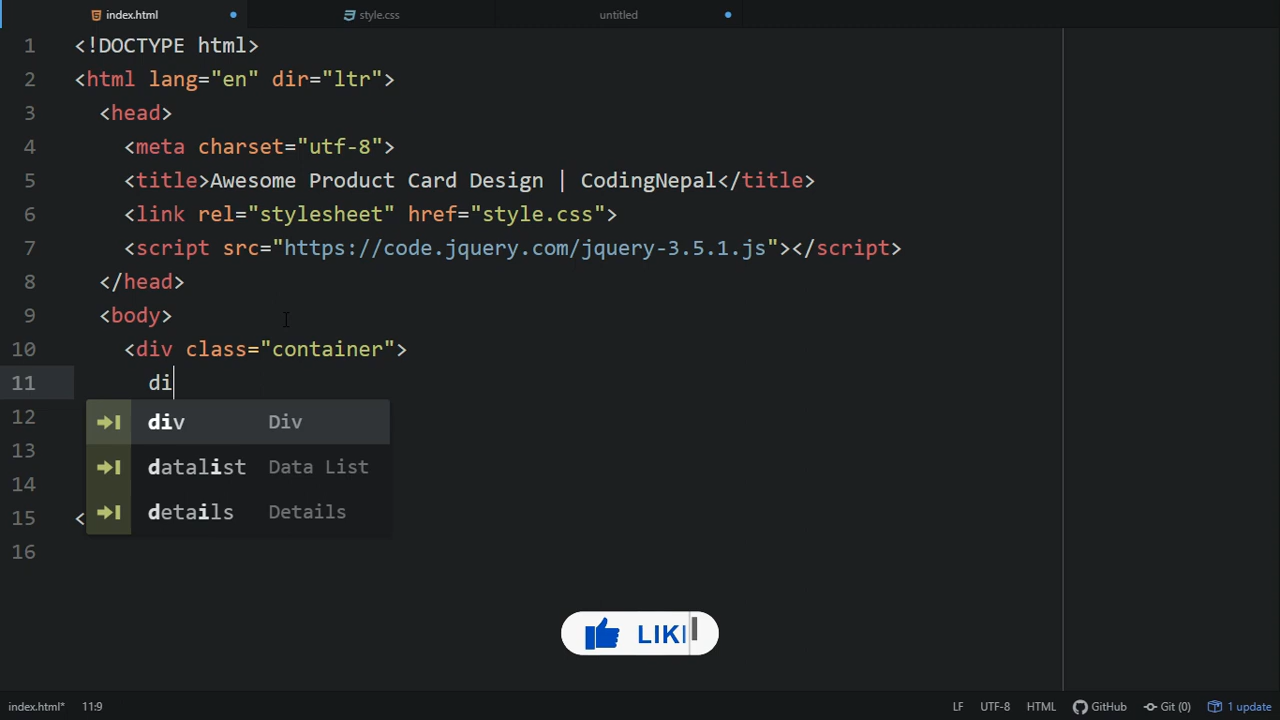 index.html style.css untitled
1 <!DOCTYPE html>
2 <html lang="en" dir="ltr">
3 <head>
4 <meta charset="utf-8">
5 <title>Awesome Product Card Design | CodingNepal</title>
6 <link rel="stylesheet" href="style.css">
7 <script src="https://code.jquery.com/jquery-3.5.1.js"></script>
8 </head>
9 <body>
10 <div class="container">
11 di
12 div Div
13 datalist Data List
14 details Details
15 <
16
LIK
index.html* 11:9 LF UTF-8 HTML GitHub Git (0) 1 update